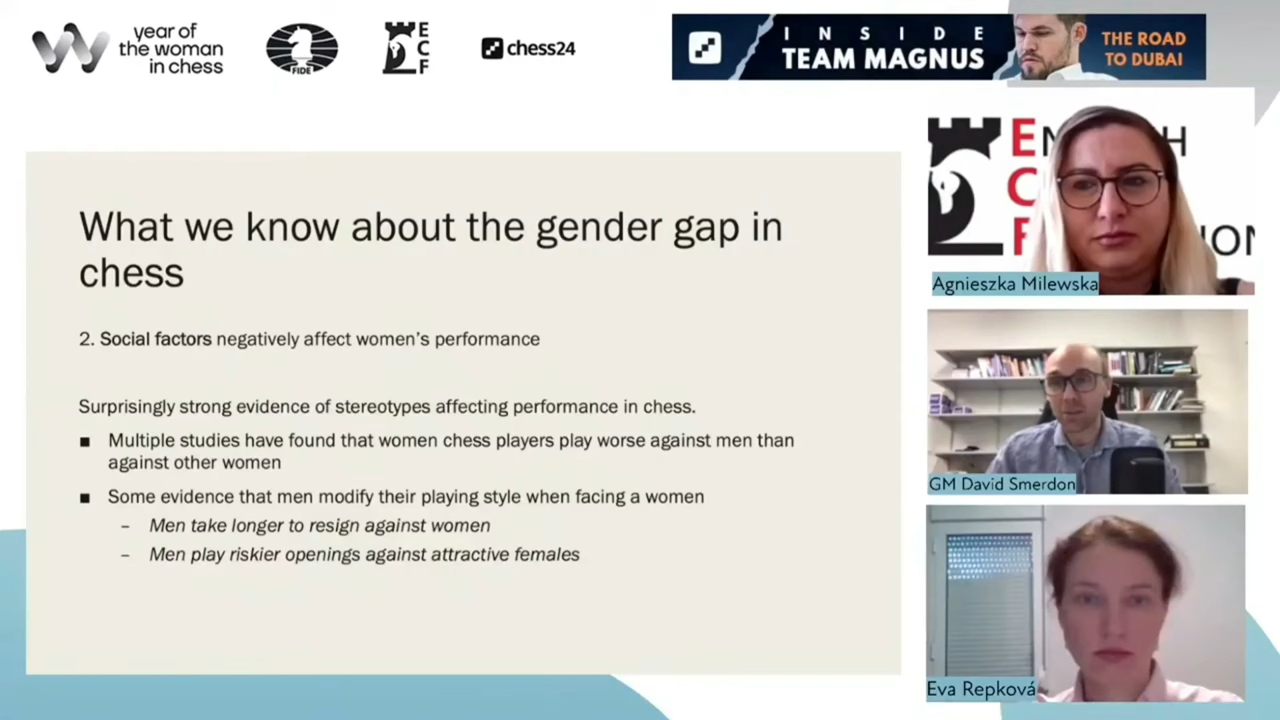 year of
the woman
in chess
FIDE
E
C
F
chess24
INSIDE
TEAM MAGNUS
THE ROAD
TO DUBAI
What we know about the gender gap in
chess
2. Social factors negatively affect women's performance
Surprisingly strong evidence of stereotypes affecting performance in chess.
■ Multiple studies have found that women chess players play worse against men than
against other women
■ Some evidence that men modify their playing style when facing a women
– Men take longer to resign against women
– Men play riskier openings against attractive females
E H
C
F ION
Agnieszka Milewska
GM David Smerdon
Eva Repková